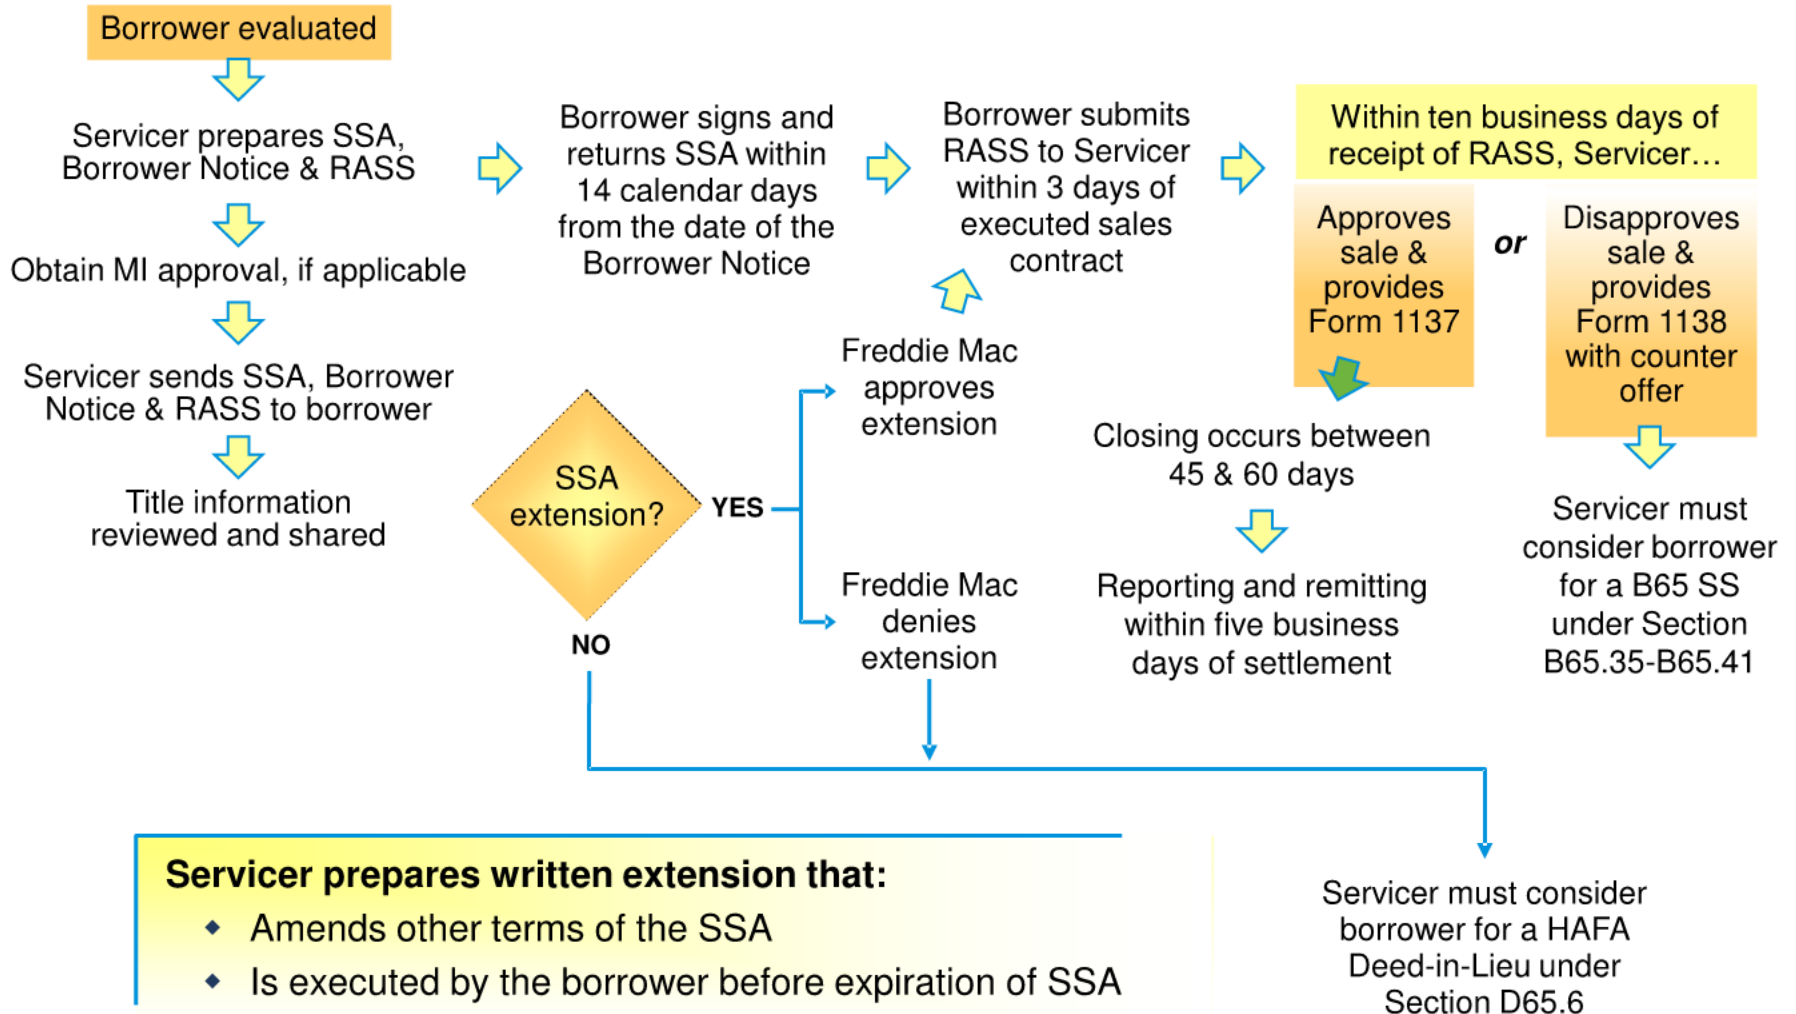 Borrower evaluated
Servicer prepares SSA,
Borrower Notice & RASS
Obtain MI approval, if applicable
Servicer sends SSA, Borrower
Notice & RASS to borrower
Title information
reviewed and shared
Borrower signs and
returns SSA within
14 calendar days
from the date of the
Borrower Notice
Borrower submits
RASS to Servicer
within 3 days of
executed sales
contract
Within ten business days of
receipt of RASS, Servicer…
Approves
sale &
provides
Form 1137
or
Disapproves
sale &
provides
Form 1138
with counter
offer
Closing occurs between
45 & 60 days
Reporting and remitting
within five business
days of settlement
Servicer must
consider borrower
for a B65 SS
under Section
B65.35-B65.41
SSA
extension?
YES
NO
Freddie Mac
approves
extension
Freddie Mac
denies
extension
Servicer prepares written extension that:
◆ Amends other terms of the SSA
◆ Is executed by the borrower before expiration of SSA
Servicer must consider
borrower for a HAFA
Deed-in-Lieu under
Section D65.6